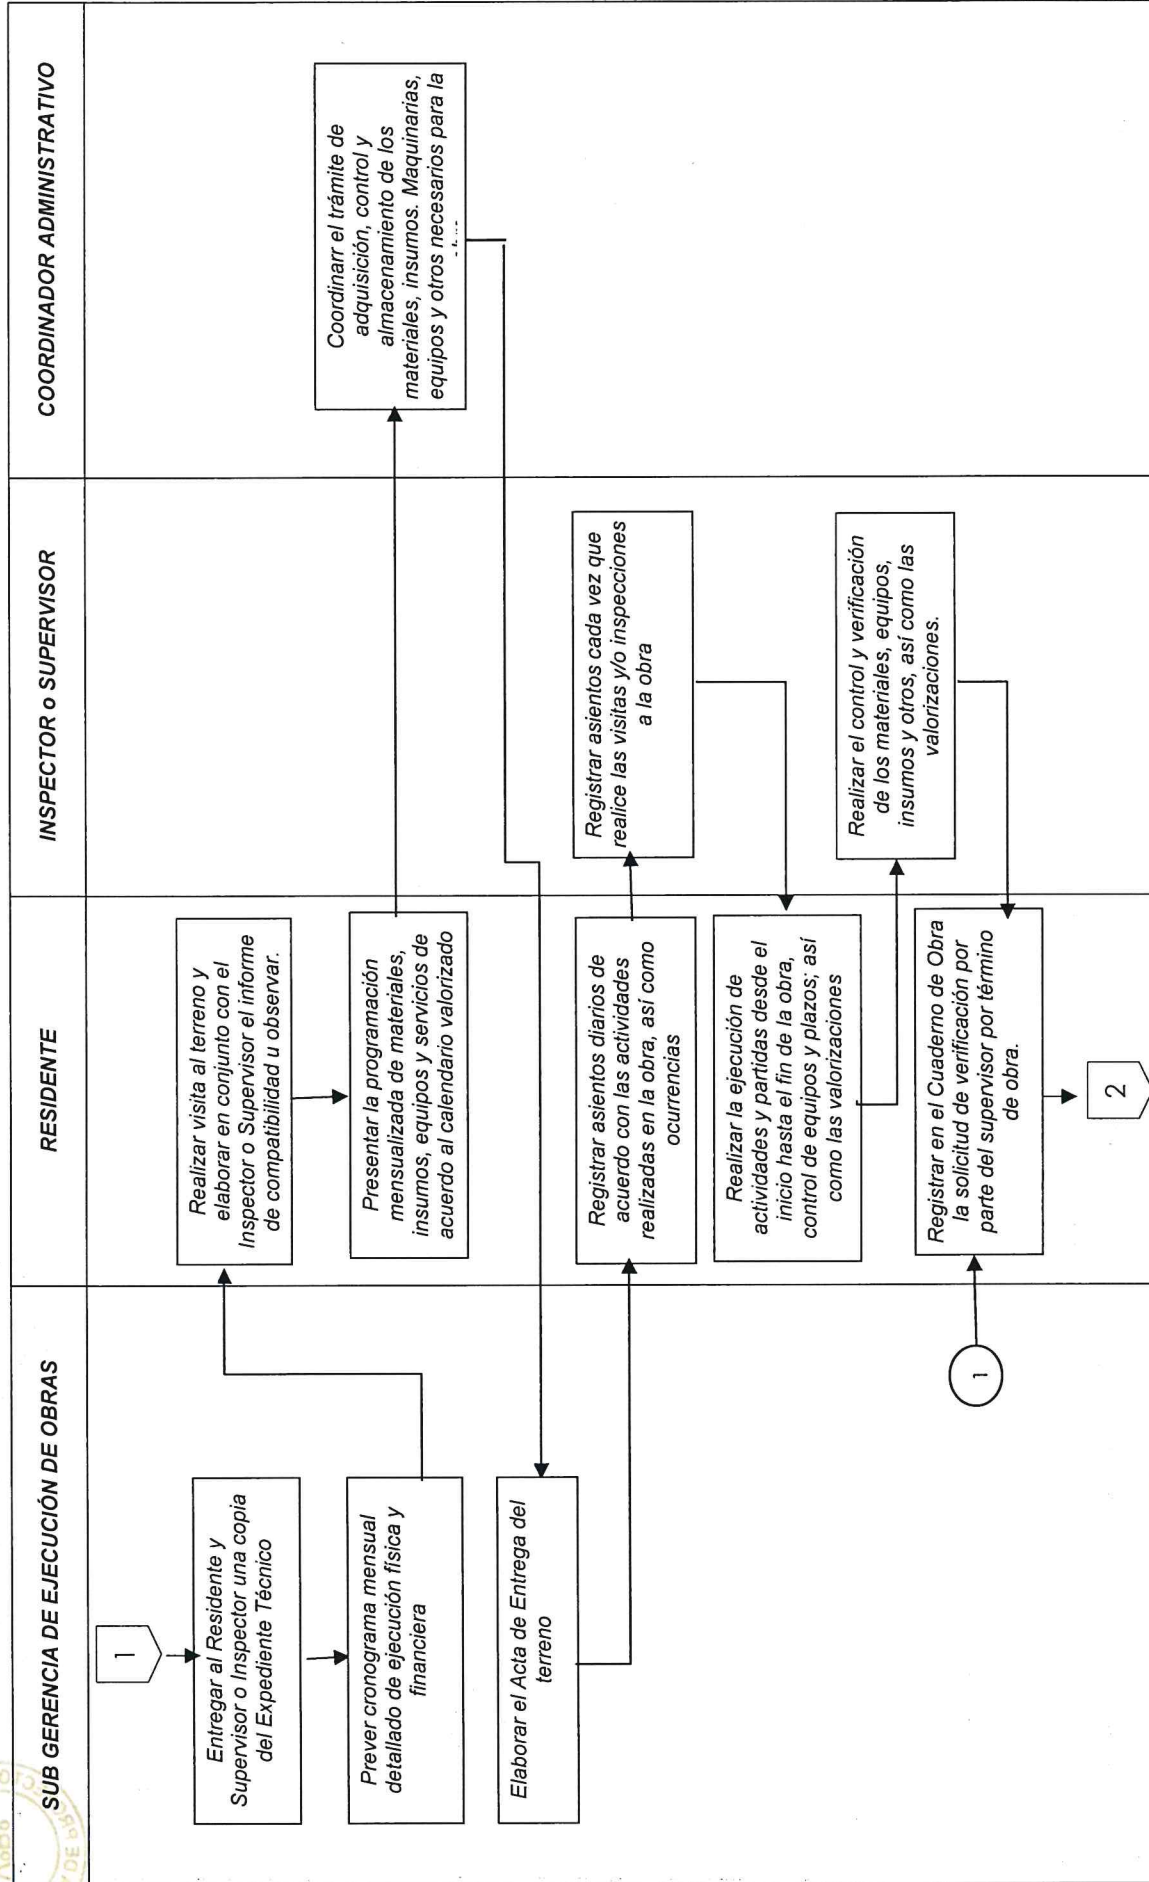 SUB GERENCIA DE EJECUCIÓN DE OBRAS
RESIDENTE
INSPECTOR o SUPERVISOR
COORDINADOR ADMINISTRATIVO
1
Entregar al Residente y
Supervisor o Inspector una copia
del Expediente Técnico
Prever cronograma mensual
detallado de ejecución física y
financiera
Realizar visita al terreno y
elaborar en conjunto con el
Inspector o Supervisor el informe
de compatibilidad u observar.
Presentar la programación
mensualizada de materiales,
insumos, equipos y servicios de
acuerdo al calendario valorizado
Coordinarr el trámite de
adquisición, control y
almacenamiento de los
materiales, insumos. Maquinarias,
equipos y otros necesarios para la
Elaborar el Acta de Entrega del
terreno
Registrar asientos diarios de
acuerdo con las actividades
realizadas en la obra, así como
ocurrencias
Registrar asientos cada vez que
realice las visitas y/o inspecciones
a la obra
Realizar la ejecución de
actividades y partidas desde el
inicio hasta el fin de la obra,
control de equipos y plazos; así
como las valorizaciones
Realizar el control y verificación
de los materiales, equipos,
insumos y otros, así como las
valorizaciones.
1
Registrar en el Cuaderno de Obra
la solicitud de verificación por
parte del supervisor por término
de obra.
2